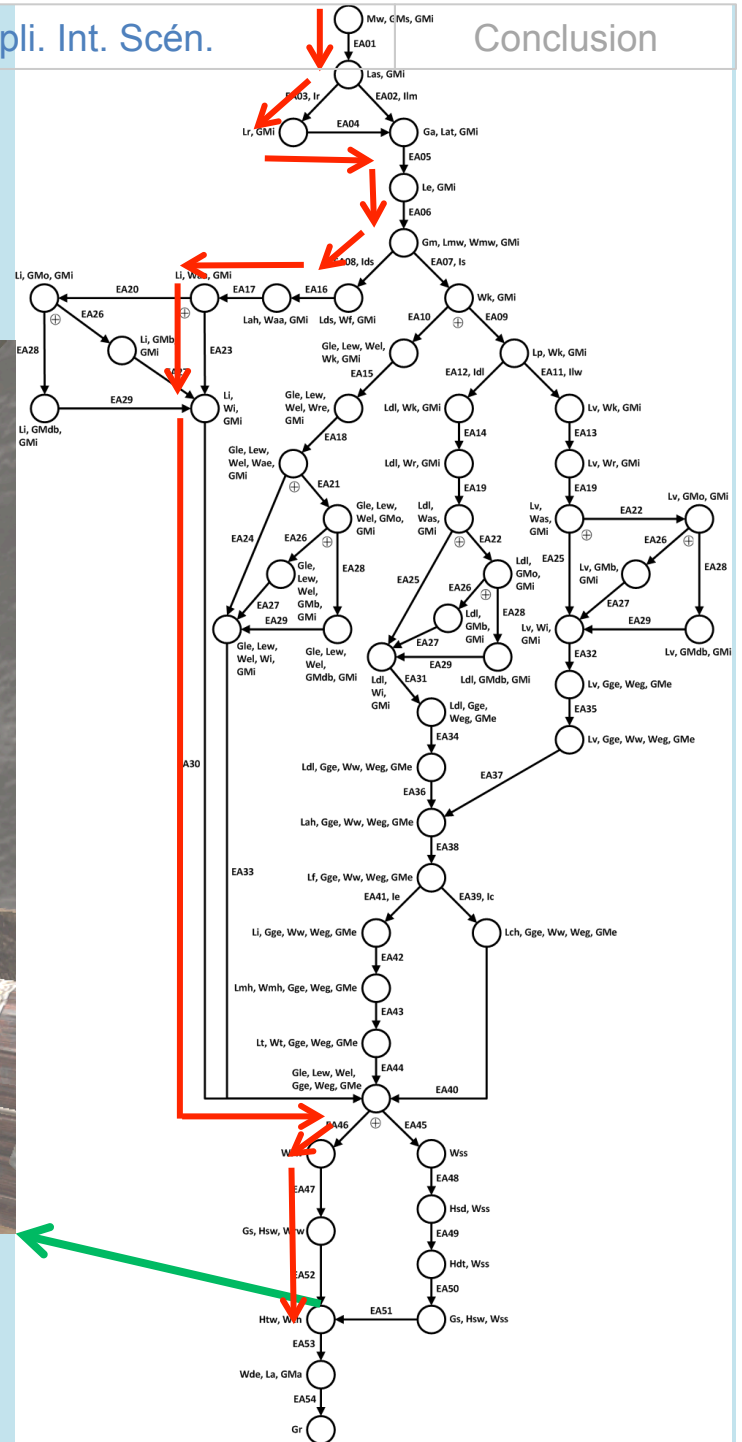 pli. Int. Scén.
Conclusion
Mw, GMs, GMi
EA01
Las, GMi
EA03, Ir
EA02, Ilm
Lr, GMi
EA04
Ga, Lat, GMi
EA05
Le, GMi
EA06
Gm, Lmw, Wmw, GMi
EA08, Ids
EA07, Is
Li, GMo, GMi
EA20
Li, GMi
EA17
EA16
Lah, Waa, GMi
Lds, Wf, GMi
Wk, GMi
EA26
EA10
EA09
EA28
Li, GMb,
GMi
EA23
Gle, Lew, Wel,
Wk, GMi
Lp, Wk, GMi
EA15
EA12, Idl
EA11, Ilw
EA29
Li, GMdb,
GMi
Li,
Wi,
GMi
Gle, Lew,
Wel, Wre,
GMi
Ldl, Wk, GMi
Lv, Wk, GMi
EA18
EA14
EA13
Gle, Lew,
Wel, Wae,
GMi
Ldl, Wr, GMi
Lv, Wr, GMi
EA21
EA19
EA19
Gle, Lew,
Wel, GMo,
GMi
Ldl,
Was,
GMi
Lv,
Was,
GMi
EA22
Lv, GMo, GMi
EA24
EA26
EA28
EA22
EA25
EA26
EA28
Gle,
Lew,
Wel,
GMb,
GMi
EA25
Ldl,
GMo,
GMi
Lv, GMb,
GMi
EA27
EA26
EA28
EA27
EA29
Ldl,
GMb,
GMi
EA27
EA29
Gle, Lew,
Wel, Wi,
GMi
Gle, Lew,
Wel,
GMdb, GMi
EA29
Lv, Wi,
GMi
Lv, GMdb, GMi
Ldl,
Wi,
GMi
Ldl, GMdb, GMi
EA32
EA31
Lv, Gge, Weg, GMe
Ldl, Gge,
Weg, GMe
EA35
EA34
Lv, Gge, Ww, Weg, GMe
EA30
Ldl, Gge, Ww, Weg, GMe
EA36
EA37
Lah, Gge, Ww, Weg, GMe
EA38
EA33
Lf, Gge, Ww, Weg, GMe
EA41, Ie
EA39, Ic
Li, Gge, Ww, Weg, GMe
Lch, Gge, Ww, Weg, GMe
EA42
Lmh, Wmh, Gge, Weg, GMe
EA43
Lt, Wt, Gge, Weg, GMe
EA44
Gle, Lew, Wel,
Gge, Weg, GMe
EA40
EA46
EA45
Wss
EA47
EA48
Gs, Hsw,
Hsd, Wss
EA49
EA52
Hdt, Wss
EA50
Htw,
EA51
Gs, Hsw, Wss
EA53
Wde, La, GMa
EA54
Gr